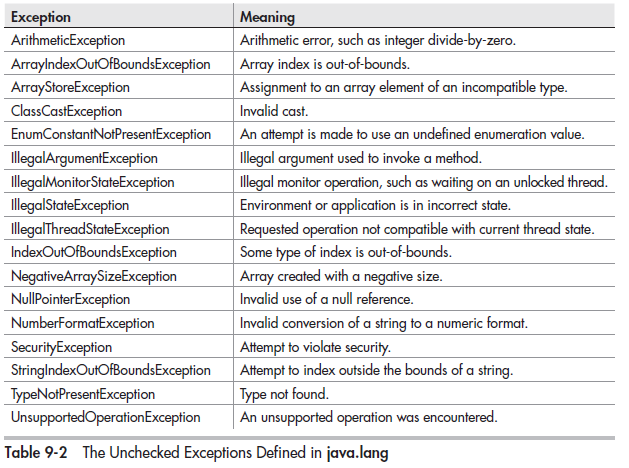 Exception Meaning
ArithmeticException Arithmetic error, such as integer divide-by-zero.
ArrayIndexOutOfBoundsException Array index is out-of-bounds.
ArrayStoreException Assignment to an array element of an incompatible type.
ClassCastException Invalid cast.
EnumConstantNotPresentException An attempt is made to use an undefined enumeration value.
IllegalArgumentException Illegal argument used to invoke a method.
IllegalMonitorStateException Illegal monitor operation, such as waiting on an unlocked thread.
IllegalStateException Environment or application is in incorrect state.
IllegalThreadStateException Requested operation not compatible with current thread state.
IndexOutOfBoundsException Some type of index is out-of-bounds.
NegativeArraySizeException Array created with a negative size.
NullPointerException Invalid use of a null reference.
NumberFormatException Invalid conversion of a string to a numeric format.
SecurityException Attempt to violate security.
StringIndexOutOfBoundsException Attempt to index outside the bounds of a string.
TypeNotPresentException Type not found.
UnsupportedOperationException An unsupported operation was encountered.
Table 9-2 The Unchecked Exceptions Defined in java.lang